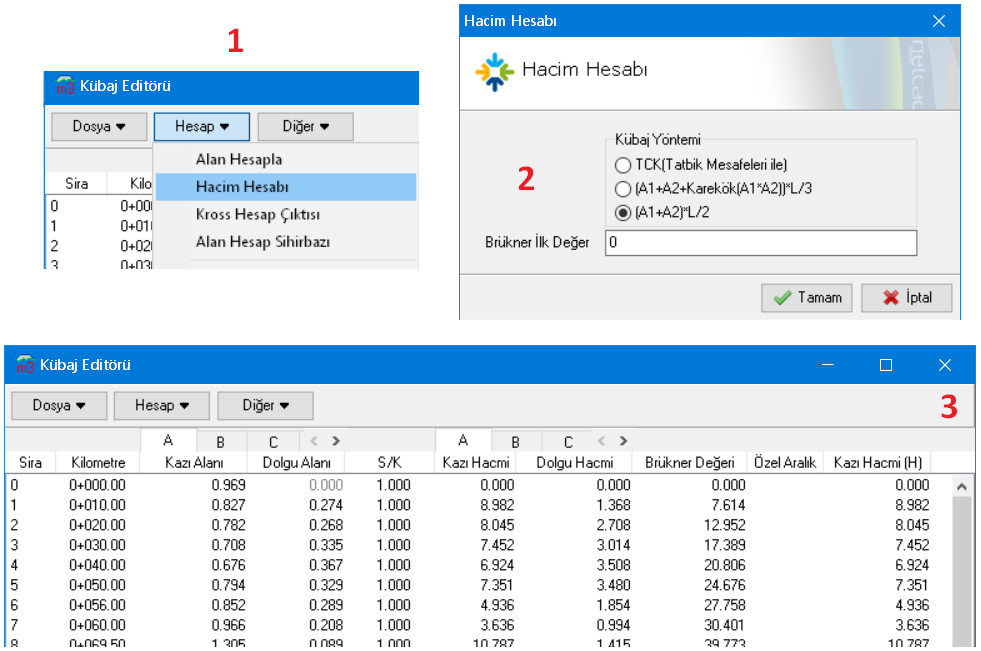 1
Kübaj Editörü
Dosya Hesap Diğer
Alan Hesapla
Sira Kilo Hacim Hesabı
0 0+00
1 0+01 Kross Hesap Çıktısı
2 0+02 Alan Hesap Sihirbazı
3 0+03
Hacim Hesabı
Hacim Hesabı
Kübaj Yöntemi
TCK(Tatbik Mesafeleri ile)
2
(A1+A2+Karekök(A1*A2))*L/3
(A1+A2)*L/2
Brükner İlk Değer 0
Tamam İptal
m3 Kübaj Editörü
Dosya Hesap Diğer 3
A B C < > A B C < >
Sira Kilometre Kazı Alanı Dolgu Alanı S/K Kazı Hacmi Dolgu Hacmi Brükner Değeri Özel Aralık Kazı Hacmi (H)
0 0+000.00 0.969 0.000 1.000 0.000 0.000 0.000 0.000
1 0+010.00 0.827 0.274 1.000 8.982 1.368 7.614 8.982
2 0+020.00 0.782 0.268 1.000 8.045 2.708 12.952 8.045
3 0+030.00 0.708 0.335 1.000 7.452 3.014 17.389 7.452
4 0+040.00 0.676 0.367 1.000 6.924 3.508 20.806 6.924
5 0+050.00 0.794 0.329 1.000 7.351 3.480 24.676 7.351
6 0+056.00 0.852 0.289 1.000 4.936 1.854 27.758 4.936
7 0+060.00 0.966 0.208 1.000 3.636 0.994 30.401 3.636
8 0+069.50 1.305 0.089 1.000 10.787 1.415 39.773 10.787